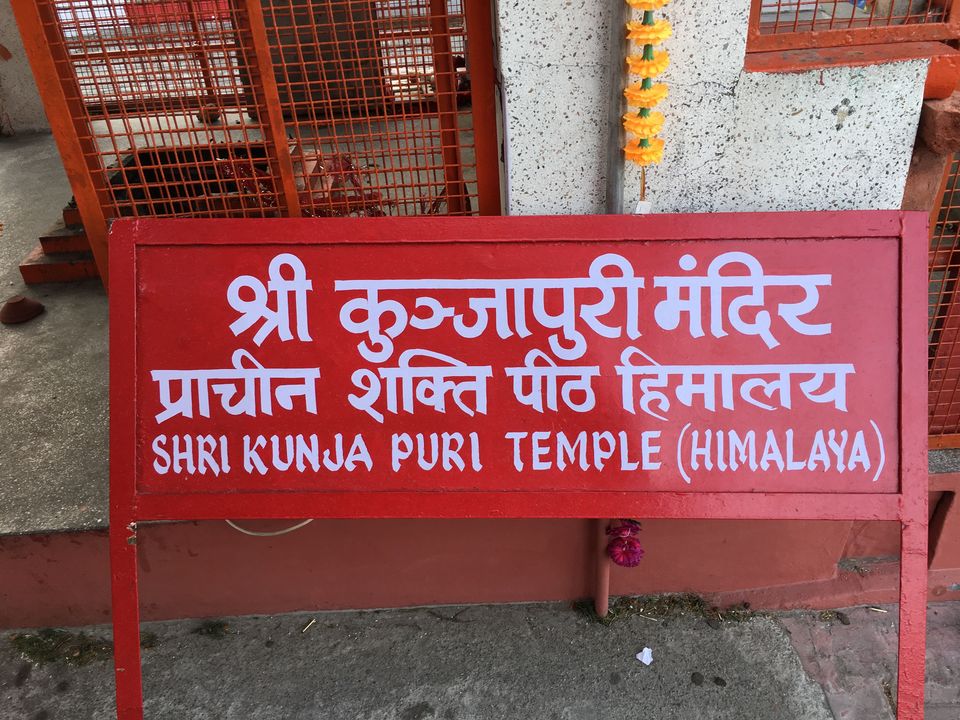 श्री कुञ्जापुरी मंदिर
प्राचीन शक्ति पीठ हिमालय
SHRI KUNJA PURI TEMPLE (HIMALAYA)